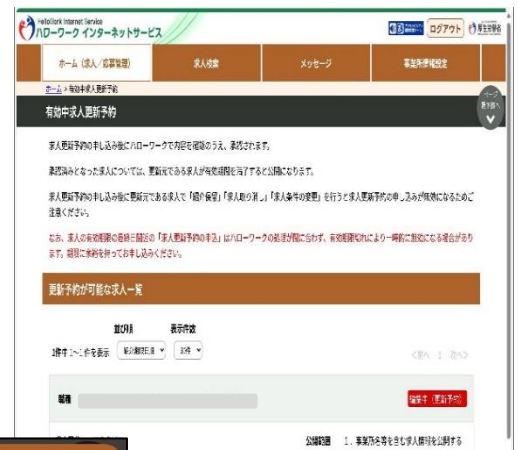 HelloWork Internet Service
ハローワーク インターネットサービス
ログアウト
厚生労働省
ホーム（求人／応募管理）
求人検索
メッセージ
事業所情報設定
ホーム > 有効中求人更新予約
有効中求人更新予約
求人更新予約の申し込み後にハローワークで内容を確認のうえ、承認されます。
承認済みとなった求人については、更新元である求人が有効期間を満了すると公開になります。
求人更新予約の申し込み後に更新元である求人で「紹介保留」「求人取り消し」「求人条件の変更」を行うと求人更新予約の申し込みが無効になるためご
注意ください。
なお、求人の有効期限の最終日間近の「求人更新予約の申込」はハローワークの処理が間に合わず、有効期限切れにより一時的に無効になる場合があり
ます。期限に余裕を持ってお申し込みください。
更新予約が可能な求人一覧
並び順
表示件数
1件中 1〜1 件を表示
30件
<前へ 1 次へ>
職種
編集中（更新予約）
公開範囲 1．事業所名等を含む求人情報を公開する